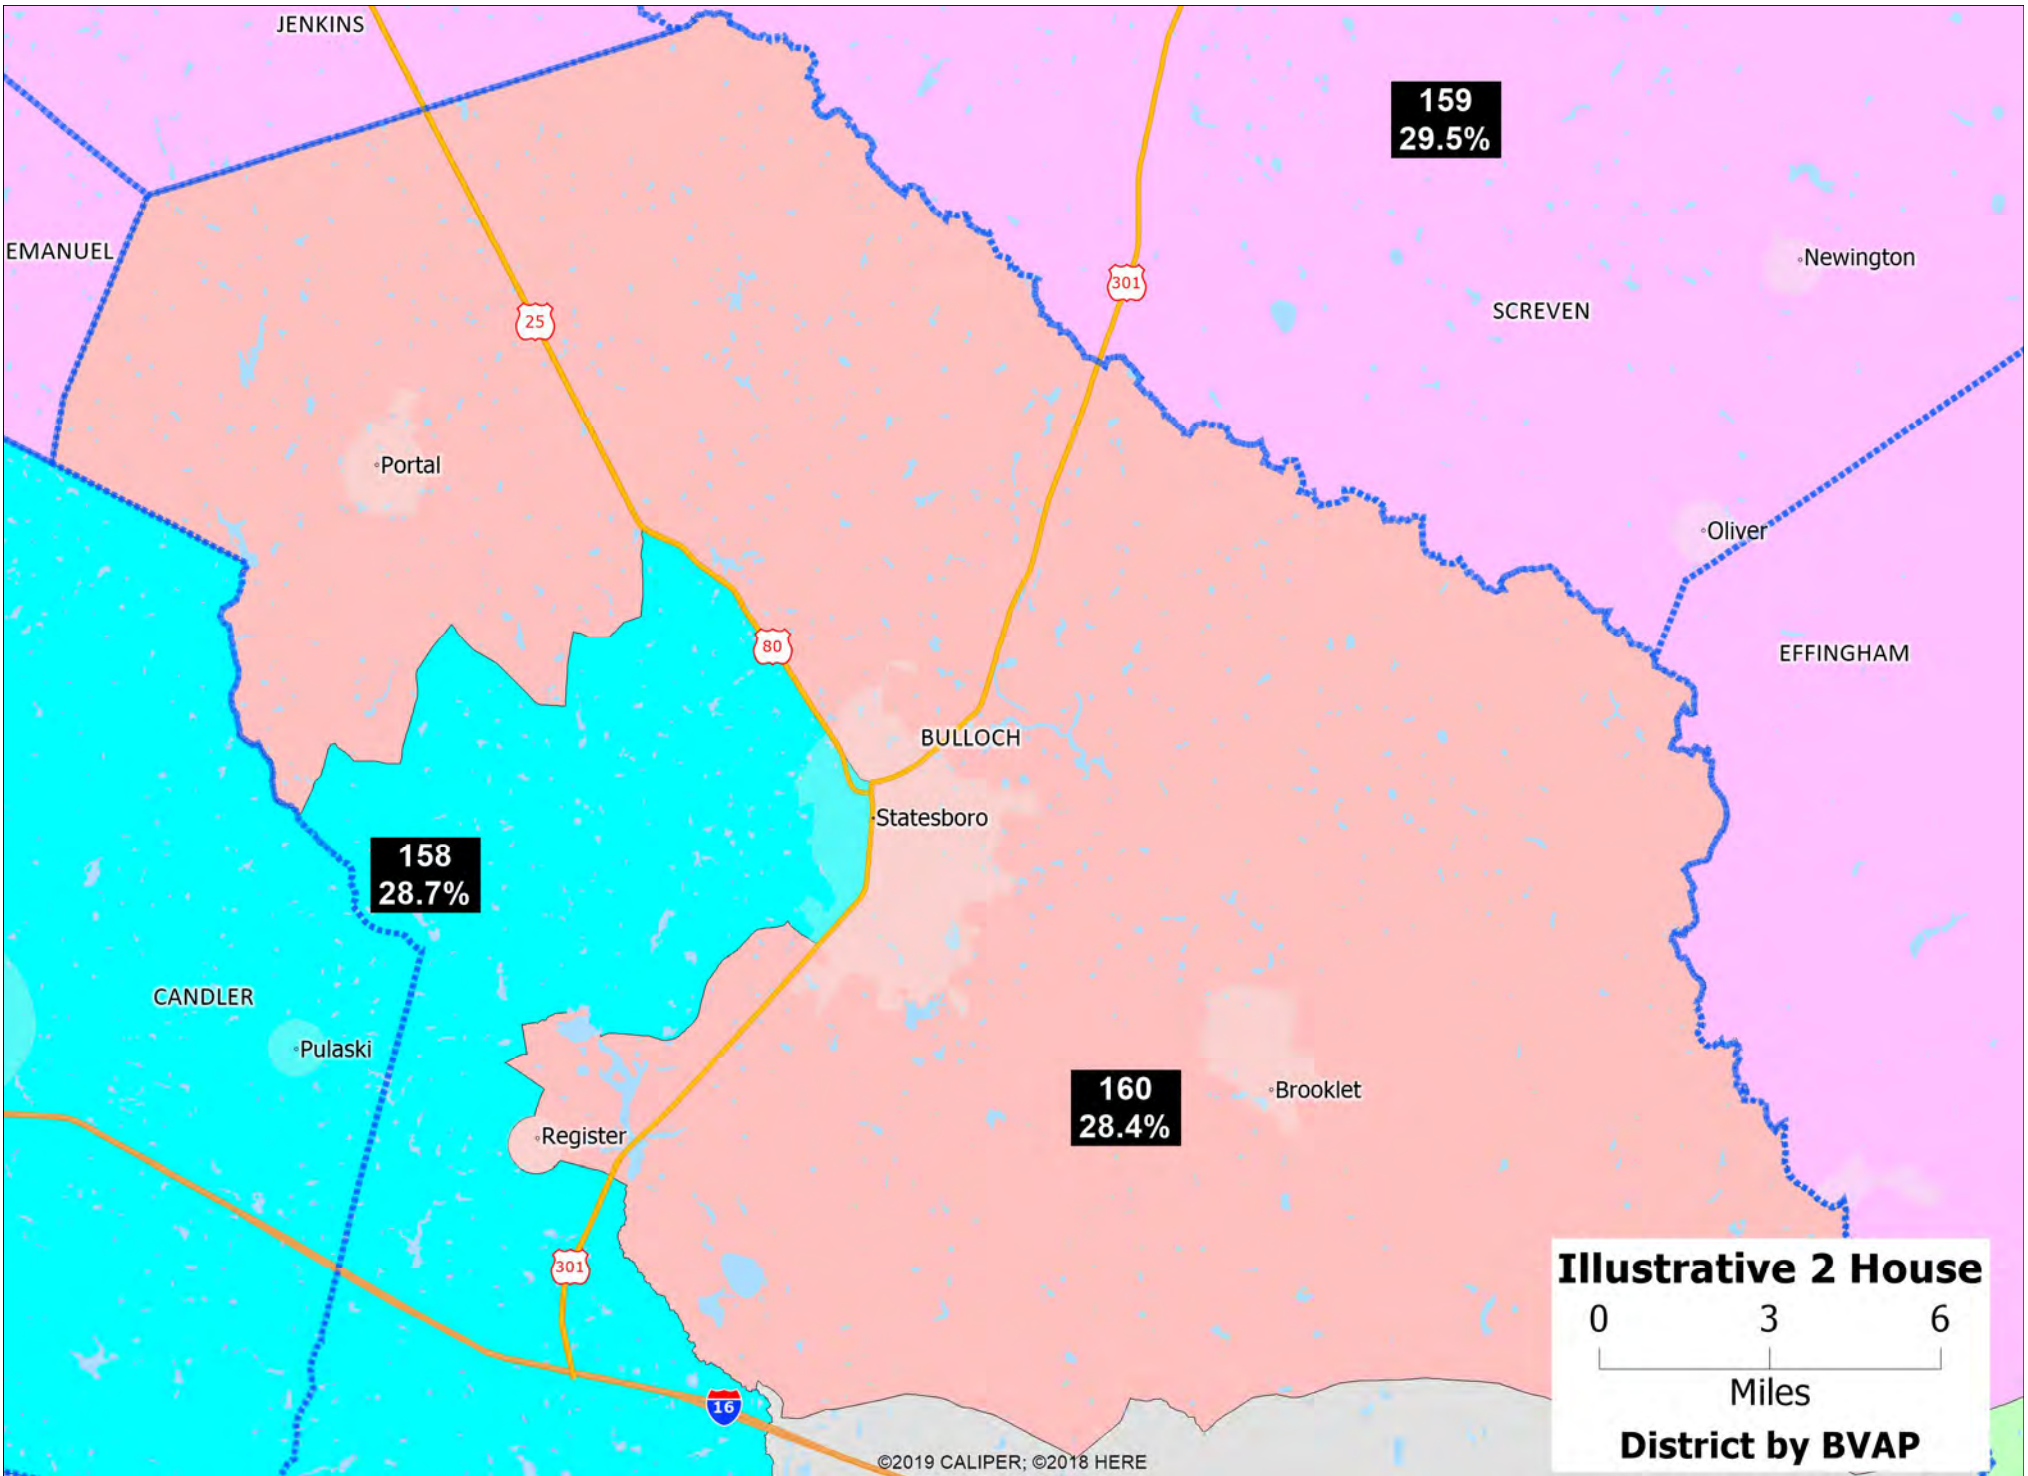 JENKINS
159
29.5%
EMANUEL
Newington
301
SCREVEN
25
Portal
Oliver
80
EFFINGHAM
BULLOCH
Statesboro
158
28.7%
CANDLER
Pulaski
160
28.4%
Brooklet
Register
301
Illustrative 2 House
0 3 6
Miles
16
District by BVAP
©2019 CALIPER; ©2018 HERE